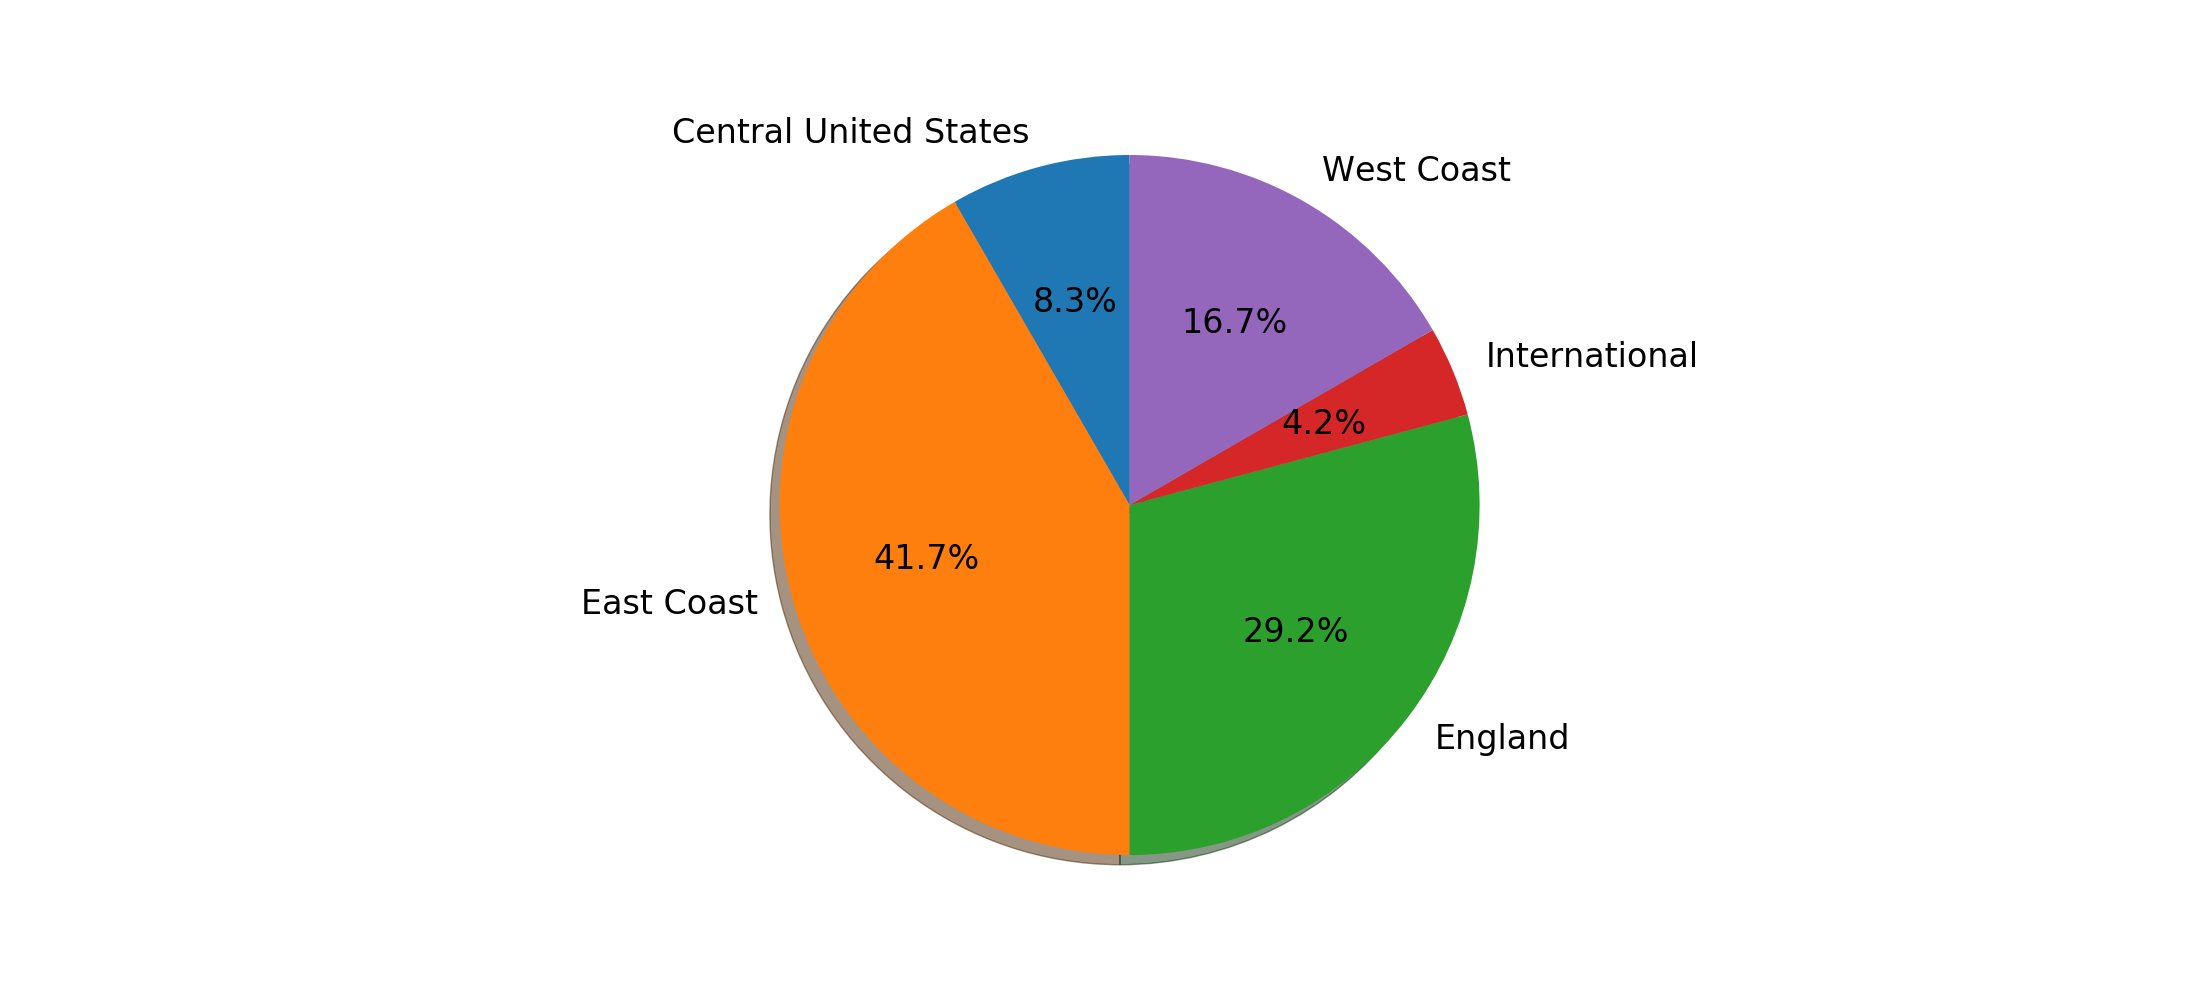 Central United States
West Coast
8.3%
16.7%
International
4.2%
41.7%
East Coast
29.2%
England